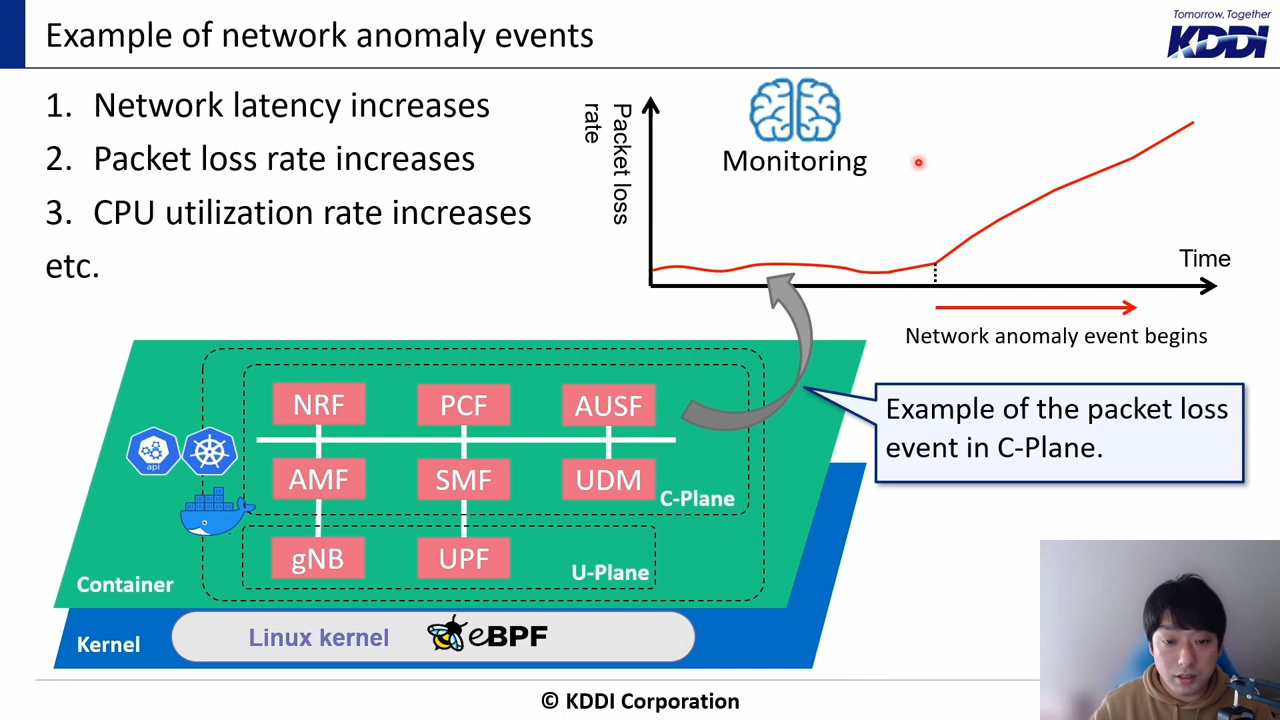 Example of network anomaly events
Tomorrow, Together
KDDI
1. Network latency increases
2. Packet loss rate increases
3. CPU utilization rate increases
etc.
Packet loss
rate
Monitoring
Time
Network anomaly event begins
Example of the packet loss
event in C-Plane.
NRF
PCF
AUSF
api
AMF
SMF
UDM
C-Plane
gNB
UPF
U-Plane
Container
Kernel
Linux kernel
eBPF
© KDDI Corporation